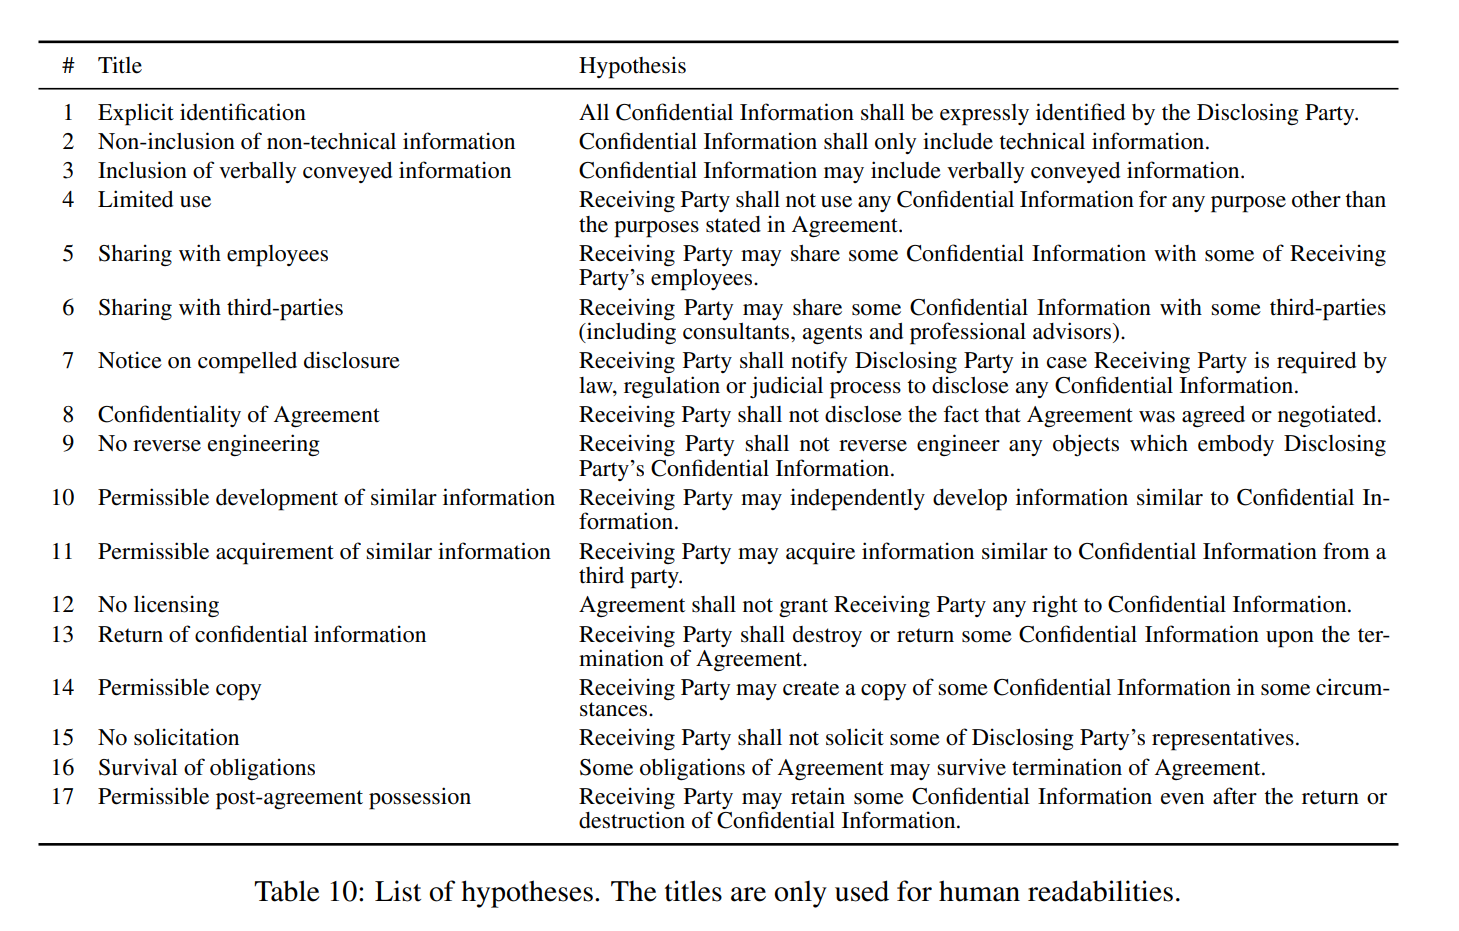 # Title Hypothesis
1 Explicit identification All Confidential Information shall be expressly identified by the Disclosing Party.
2 Non-inclusion of non-technical information Confidential Information shall only include technical information.
3 Inclusion of verbally conveyed information Confidential Information may include verbally conveyed information.
4 Limited use Receiving Party shall not use any Confidential Information for any purpose other than
the purposes stated in Agreement.
5 Sharing with employees Receiving Party may share some Confidential Information with some of Receiving
Party's employees.
6 Sharing with third-parties Receiving Party may share some Confidential Information with some third-parties
(including consultants, agents and professional advisors).
7 Notice on compelled disclosure Receiving Party shall notify Disclosing Party in case Receiving Party is required by
law, regulation or judicial process to disclose any Confidential Information.
8 Confidentiality of Agreement Receiving Party shall not disclose the fact that Agreement was agreed or negotiated.
9 No reverse engineering Receiving Party shall not reverse engineer any objects which embody Disclosing
Party's Confidential Information.
10 Permissible development of similar information Receiving Party may independently develop information similar to Confidential In-
formation.
11 Permissible acquirement of similar information Receiving Party may acquire information similar to Confidential Information from a
third party.
12 No licensing Agreement shall not grant Receiving Party any right to Confidential Information.
13 Return of confidential information Receiving Party shall destroy or return some Confidential Information upon the ter-
mination of Agreement.
14 Permissible copy Receiving Party may create a copy of some Confidential Information in some circum-
stances.
15 No solicitation Receiving Party shall not solicit some of Disclosing Party's representatives.
16 Survival of obligations Some obligations of Agreement may survive termination of Agreement.
17 Permissible post-agreement possession Receiving Party may retain some Confidential Information even after the return or
destruction of Confidential Information.
Table 10: List of hypotheses. The titles are only used for human readabilities.